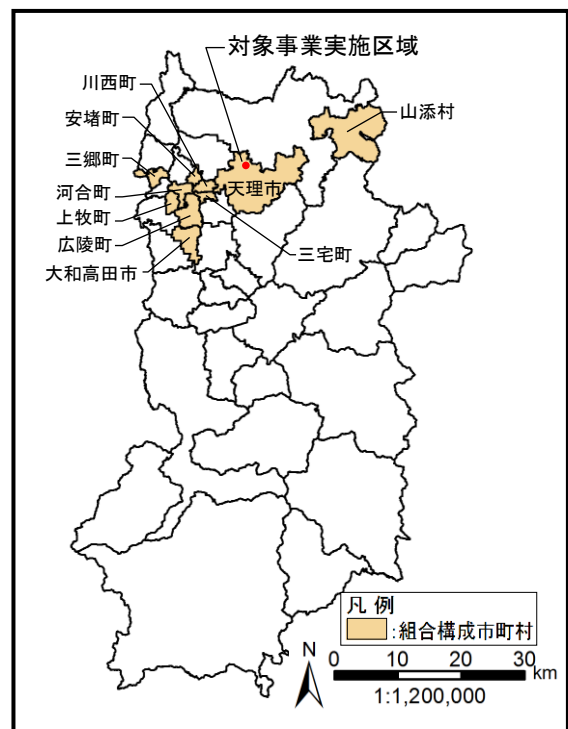 対象事業実施区域
川西町
山添村
安堵町
三郷町
天理市
河合町
上牧町
広陵町
三宅町
大和高田市
凡 例
:組合構成市町村
N
0 10 20 30
km
1:1,200,000